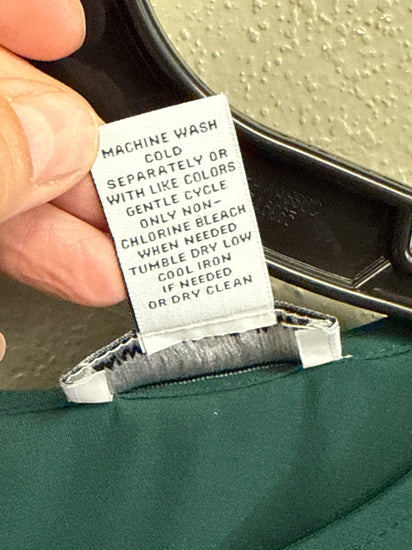 MACHINE WASH
COLD
SEPARATELY OR
WITH LIKE COLORS
GENTLE CYCLE
ONLY NON-
CHLORINE BLEACH
WHEN NEEDED
TUMBLE DRY LOW
COOL IRON
IF NEEDED
OR DRY CLEAN